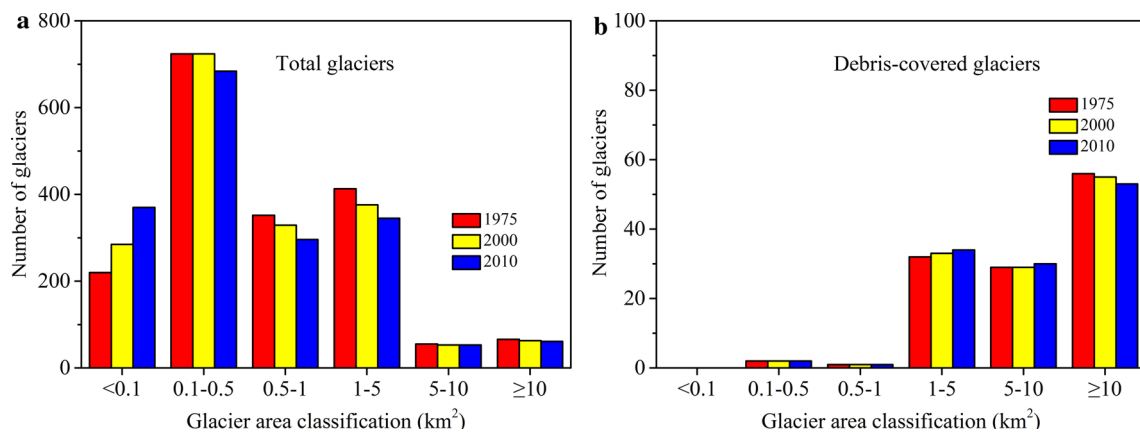 a
800
600
400
200
0
Number of glaciers
Total glaciers
1975
2000
2010
<0.1 0.1-0.5 0.5-1 1-5 5-10 ≥10
Glacier area classification (km²)
b
100
80
60
40
20
0
Number of glaciers
Debris-covered glaciers
1975
2000
2010
<0.1 0.1-0.5 0.5-1 1-5 5-10 ≥10
Glacier area classification (km²)